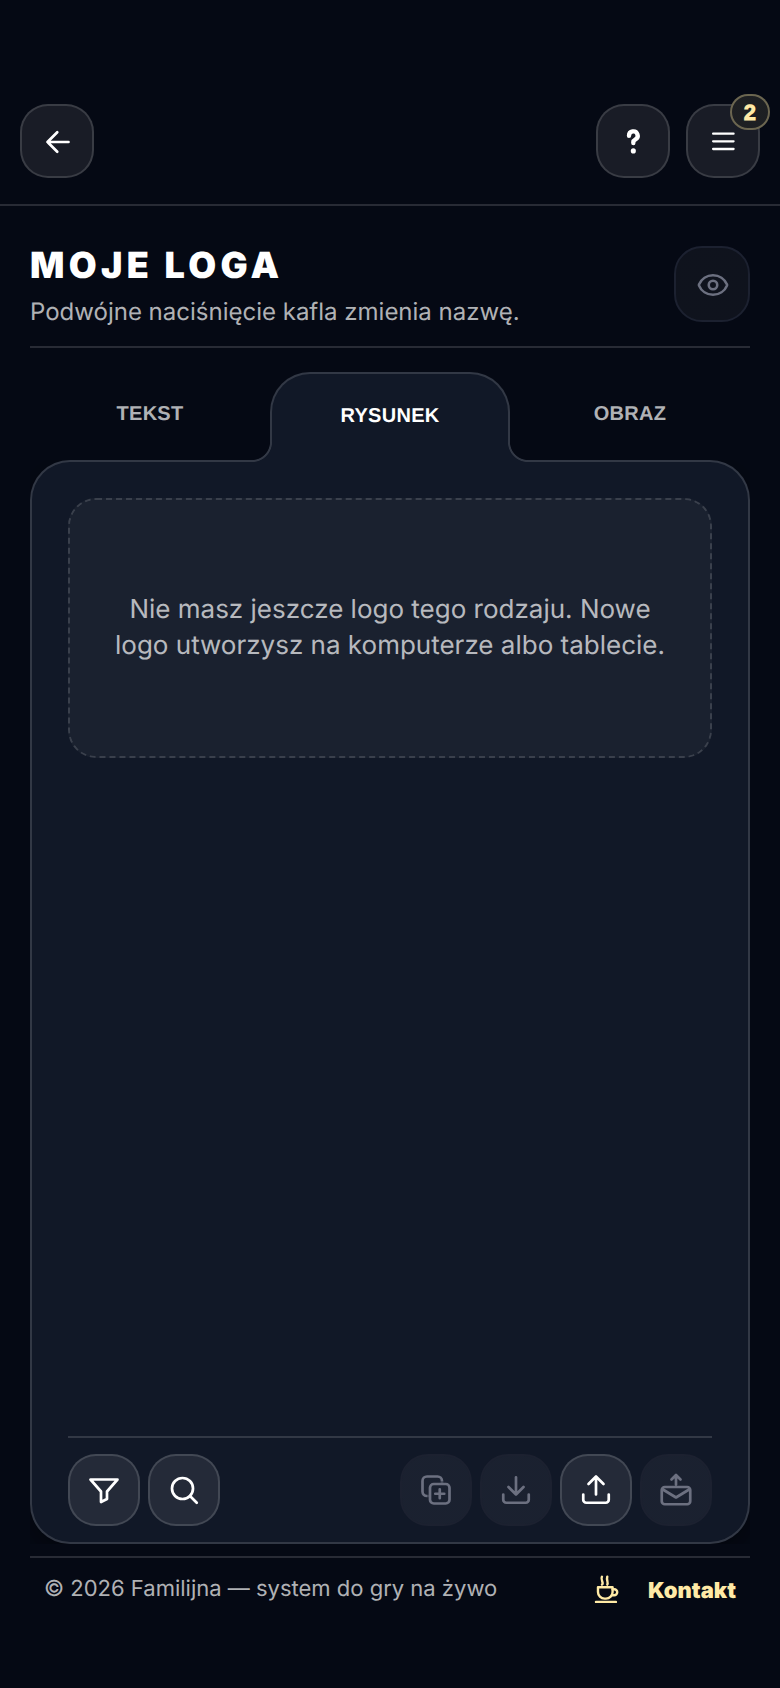 ?
2
MOJE LOGA
Podwójne naciśnięcie kafla zmienia nazwę.
TEKST
RYSUNEK
OBRAZ
Nie masz jeszcze logo tego rodzaju. Nowe
logo utworzysz na komputerze albo tablecie.
© 2026 Familijna — system do gry na żywo
Kontakt